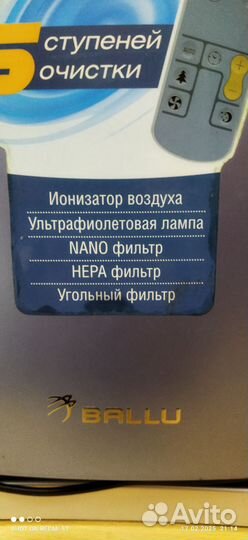 5 ступеней
очистки
Ионизатор воздуха
Ультрафиолетовая лампа
NANO фильтр
HEPA фильтр
Угольный фильтр
BALLU
Avito
17.02.2025 21:14